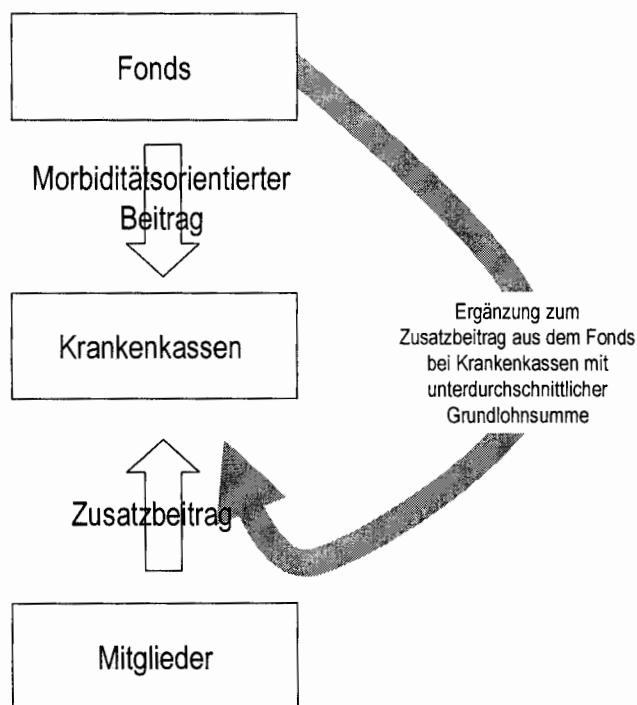 Fonds
Morbiditätsorientierter
Beitrag
Krankenkassen
Ergänzung zum
Zusatzbeitrag aus dem Fonds
bei Krankenkassen mit
unterdurchschnittlicher
Grundlohnsumme
Zusatzbeitrag
Mitglieder